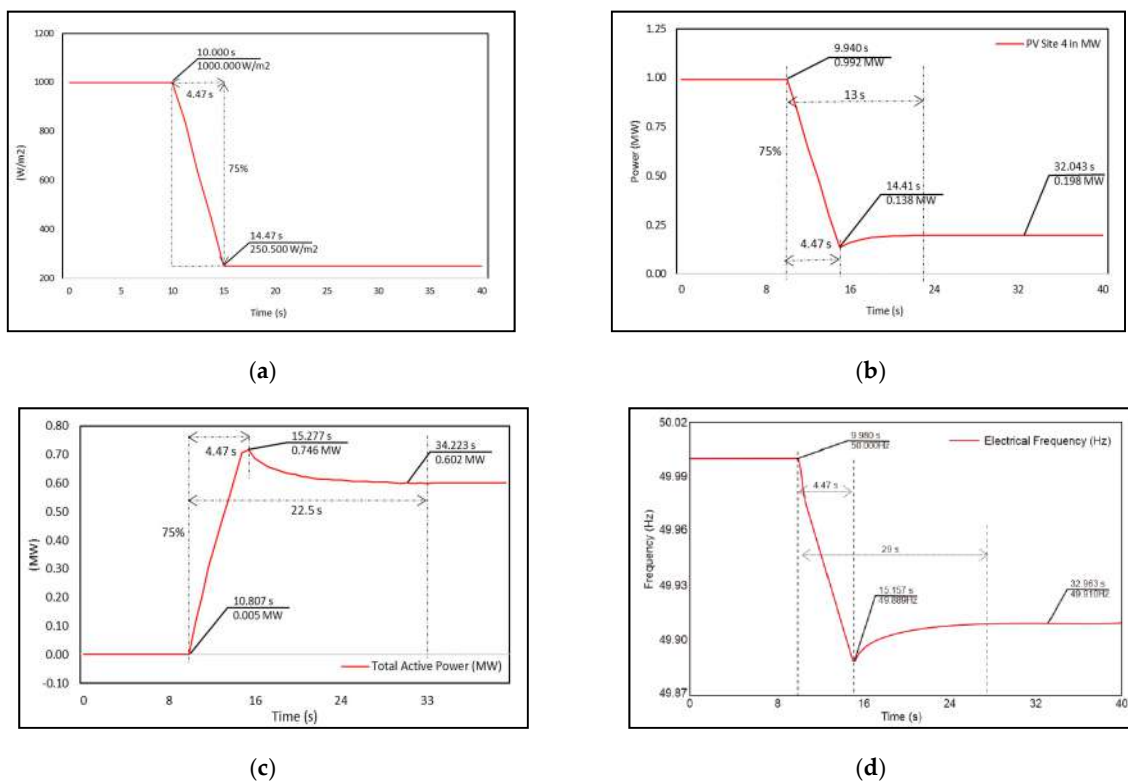 1200
1000
800
600
400
200
(W/m2)
10.000 s
1000.000 W/m2
4.47 s
75%
14.47 s
250.500 W/m2
0 5 10 15 20 25 30 35 40
Time (s)
(a)
1.25
1.00
0.75
0.50
0.25
0.00
Power (MW)
PV Site 4 in MW
9.940 s
0.992 MW
13 s
75%
32.043 s
0.198 MW
14.41 s
0.138 MW
4.47 s
0 8 16 24 32 40
Time (s)
(b)
0.80
0.70
0.60
0.50
0.40
0.30
0.20
0.10
0.00
-0.10
(MW)
15.277 s
0.746 MW
4.47 s
34.223 s
0.602 MW
22.5 s
75%
10.807 s
0.005 MW
Total Active Power (MW)
0 8 16 24 33
Time (s)
(c)
50.02
49.99
49.96
49.93
49.90
49.87
Frequency (Hz)
9.980 s
50.000Hz
Electrical Frequency (Hz)
4.47 s
29 s
15.157 s
49.889Hz
32.963 s
49.910Hz
0 8 16 24 32 40
Time (s)
(d)